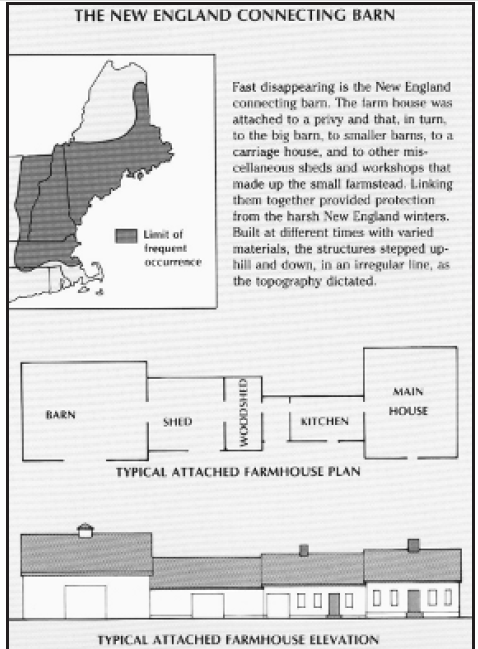 THE NEW ENGLAND CONNECTING BARN
Fast disappearing is the New England
connecting barn. The farm house was
attached to a privy and that, in turn,
to the big barn, to smaller barns, to a
carriage house, and to other mis-
cellaneous sheds and workshops that
made up the small farmstead. Linking
them together provided protection
from the harsh New England winters.
Built at different times with varied
materials, the structures stepped up-
hill and down, in an irregular line, as
the topography dictated.
Limit of
frequent
occurrence
BARN
SHED
WOODSHED
KITCHEN
MAIN
HOUSE
TYPICAL ATTACHED FARMHOUSE PLAN
TYPICAL ATTACHED FARMHOUSE ELEVATION